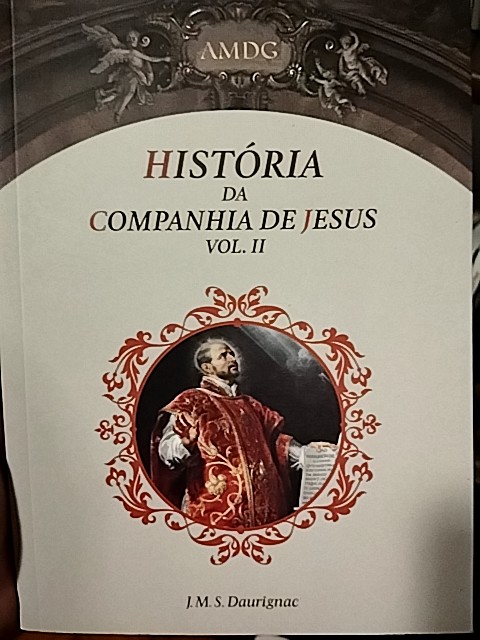 AMDG
HISTÓRIA
DA
COMPANHIA DE JESUS
VOL. II
J. M. S. Daurignac